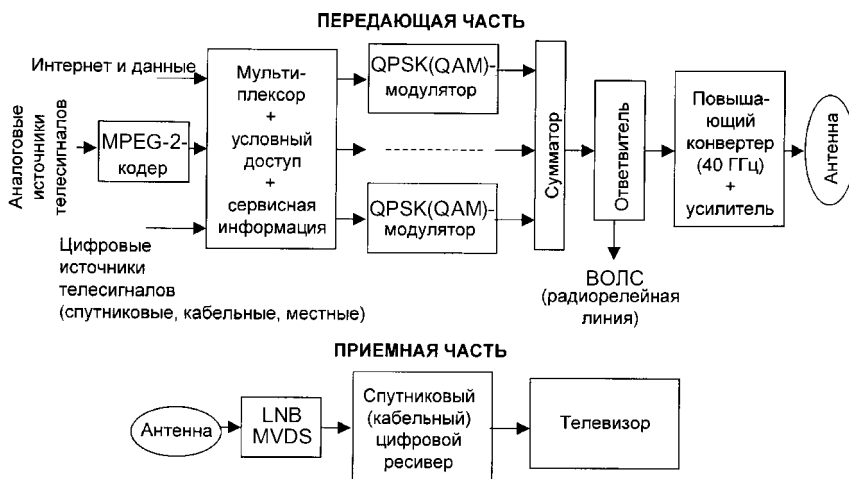 ПЕРЕДАЮЩАЯ ЧАСТЬ
Интернет и данные
Аналоговые
источники
телесигналов
MPEG-2-
кодер
Цифровые
источники
телесигналов
(спутниковые, кабельные, местные)
Мульти-
плексор
+
условный
доступ
+
сервисная
информация
QPSK(QAM)-
модулятор
QPSK(QAM)-
модулятор
Сумматор
Ответвитель
ВОЛС
(радиорелейная
линия)
Повыша-
ющий
конвертер
(40 ГГц)
+
усилитель
Антенна
ПРИЕМНАЯ ЧАСТЬ
Антенна
LNB
MVDS
Спутниковый
(кабельный)
цифровой
ресивер
Телевизор